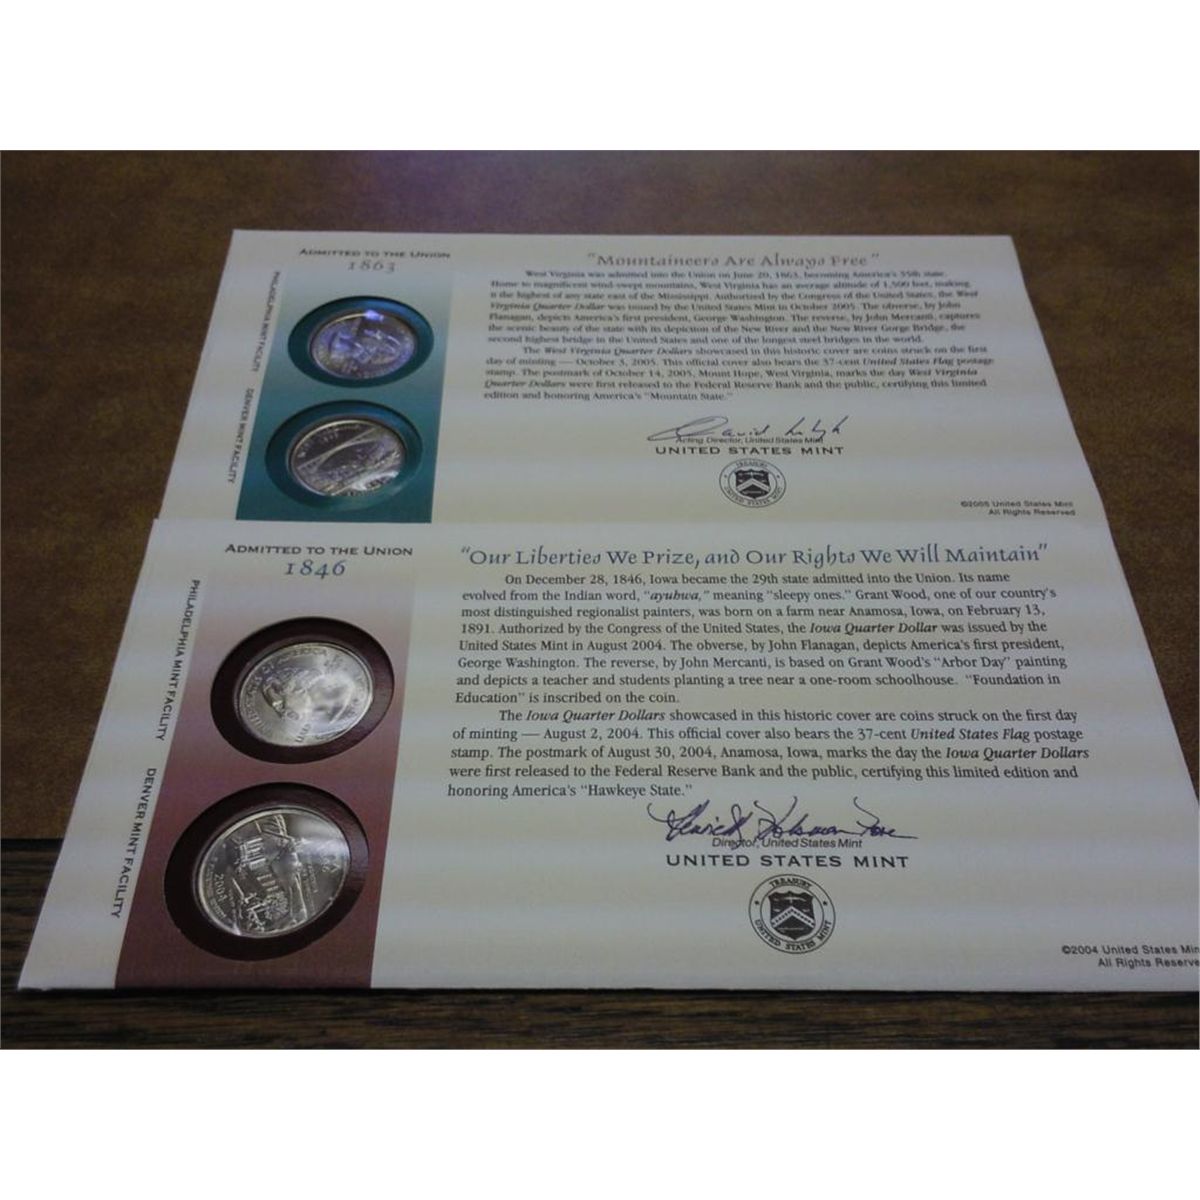 ADMITTED TO THE UNION
1863
PHILADELPHIA MINT FACILITY
DENVER MINT FACILITY
"Mountaineers Are Always Free"
West Virginia was admitted into the Union on June 20, 1863, becoming America's 35th state.
Home to magnificent wind-swept mountains, West Virginia has an average altitude of 1,500 feet, making
it the highest of any state east of the Mississippi. Authorized by the Congress of the United States, the West
Virginia Quarter Dollar was issued by the United States Mint in October 2005. The obverse, by John
Flanagan, depicts America's first president, George Washington. The reverse, by John Mercanti, captures
the scenic beauty of the state with its depiction of the New River and the New River Gorge Bridge, the
second highest bridge in the United States and one of the longest steel bridges in the world.
The West Virginia Quarter Dollars showcased in this historic cover are coins struck on the first
day of minting — October 3, 2005. This official cover also bears the 37-cent United States Flag postage
stamp. The postmark of October 14, 2005, Mount Hope, West Virginia, marks the day West Virginia
Quarter Dollars were first released to the Federal Reserve Bank and the public, certifying this limited
edition and honoring America's "Mountain State."
David
Acting Director, United States Mint
UNITED STATES MINT
TREASURY
UNITED STATES MINT
©2005 United States Mint
All Rights Reserved
ADMITTED TO THE UNION
1846
PHILADELPHIA MINT FACILITY
DENVER MINT FACILITY
2004
"Our Liberties We Prize, and Our Rights We Will Maintain"
On December 28, 1846, Iowa became the 29th state admitted into the Union. Its name
evolved from the Indian word, "ayuhwa," meaning "sleepy ones." Grant Wood, one of our country's
most distinguished regionalist painters, was born on a farm near Anamosa, Iowa, on February 13,
1891. Authorized by the Congress of the United States, the Iowa Quarter Dollar was issued by the
United States Mint in August 2004. The obverse, by John Flanagan, depicts America's first president,
George Washington. The reverse, by John Mercanti, is based on Grant Wood's "Arbor Day" painting
and depicts a teacher and students planting a tree near a one-room schoolhouse. "Foundation in
Education" is inscribed on the coin.
The Iowa Quarter Dollars showcased in this historic cover are coins struck on the first day
of minting — August 2, 2004. This official cover also bears the 37-cent United States Flag postage
stamp. The postmark of August 30, 2004, Anamosa, Iowa, marks the day the Iowa Quarter Dollars
were first released to the Federal Reserve Bank and the public, certifying this limited edition and
honoring America's "Hawkeye State."
Director, United States Mint
UNITED STATES MINT
TREASURY
UNITED STATES MINT
©2004 United States Min
All Rights Reserve